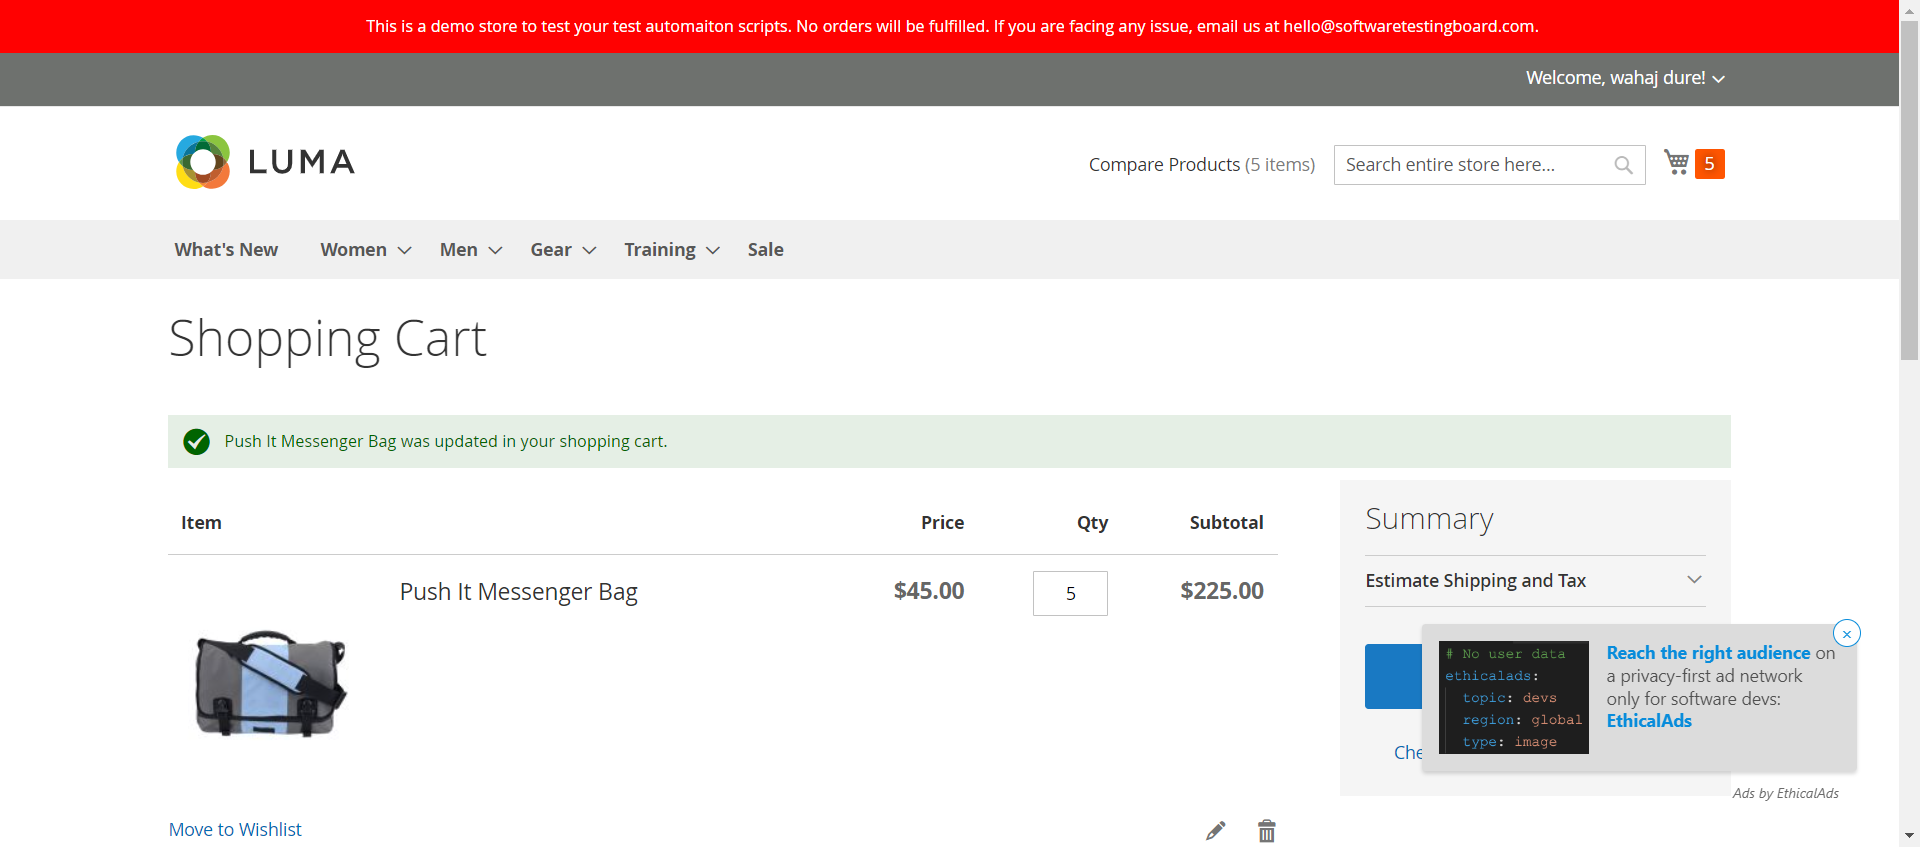 This is a demo store to test your test automaiton scripts. No orders will be fulfilled. If you are facing any issue, email us at hello@softwaretestingboard.com.
Welcome, wahaj dure!
LUMA
Compare Products (5 items)
Search entire store here...
5
What's New
Women
Men
Gear
Training
Sale
Shopping Cart
Push It Messenger Bag was updated in your shopping cart.
Item
Price
Qty
Subtotal
Push It Messenger Bag
$45.00
5
$225.00
Move to Wishlist
Summary
Estimate Shipping and Tax
Che
# No user data
ethicalads:
topic: devs
region: global
type: image
Reach the right audience on
a privacy-first ad network
only for software devs:
EthicalAds
Ads by EthicalAds